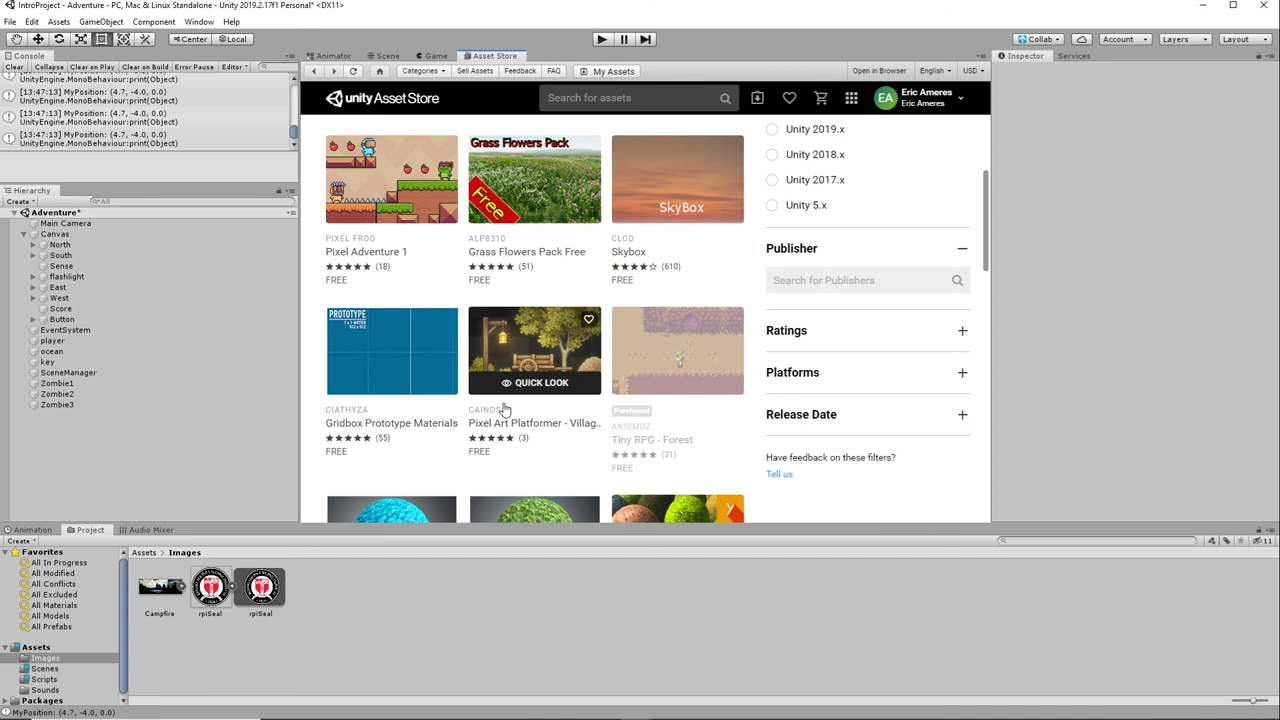 IntroProject - Adventure - PC, Mac & Linux Standalone - Unity 2019.2.17f1 Personal* <DX11>
File Edit Assets GameObject Component Window Help
Center Local Collab Account Layers Layout
Console Animator Scene Game Asset Store Inspector Services
Clear Collapse Clear on Play Clear on Build Error Pause Editor
UnityEngine.MonoBehaviour:print(Object)
[13:47:13] MyPosition: (4.7, -4.0, 0.0)
UnityEngine.MonoBehaviour:print(Object)
[13:47:13] MyPosition: (4.7, -4.0, 0.0)
UnityEngine.MonoBehaviour:print(Object)
[13:47:13] MyPosition: (4.7, -4.0, 0.0)
UnityEngine.MonoBehaviour:print(Object)
Hierarchy
Create All
Adventure*
Main Camera
Canvas
North
South
Sense
flashlight
East
West
Score
Button
EventSystem
player
ocean
key
SceneManager
Zombie1
Zombie2
Zombie3
Categories Sell Assets Feedback FAQ My Assets Open in Browser English USD
unity Asset Store Search for assets EA Eric Ameres
Eric Ameres
Grass Flowers Pack
Free
SkyBox
PIXEL FROG ALP8310 CLOD
Pixel Adventure 1 Grass Flowers Pack Free Skybox
(18) (51) (610)
FREE FREE FREE
PROTOTYPE
1 x 1 METER
512 x 512
QUICK LOOK
CIATHYZA CAINOS Purchased
Gridbox Prototype Materials Pixel Art Platformer - Villag.. ANSIMUZ
(55) (3) Tiny RPG - Forest
FREE FREE (31)
FREE
Unity 2019.x
Unity 2018.x
Unity 2017.x
Unity 5.x
Publisher
Search for Publishers
Ratings
Platforms
Release Date
Have feedback on these filters?
Tell us
Animation Project Audio Mixer
Create 11
Favorites
All In Progress
All Modified
All Conflicts
All Excluded
All Materials
All Models
All Prefabs
Assets
Images
Scenes
Scripts
Sounds
Packages
Assets > Images
Campfire rpiSeal rpiSeal
MyPosition: (4.7, -4.0, 0.0)